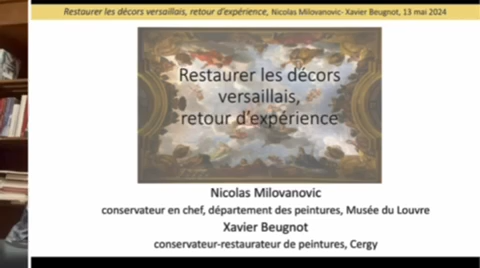 Restaurer les décors versaillais, retour d'expérience, Nicolas Milovanovic- Xavier Beugnot, 13 mai 2024
Restaurer les décors
versaillais,
retour d'expérience
Nicolas Milovanovic
conservateur en chef, département des peintures, Musée du Louvre
Xavier Beugnot
conservateur-restaurateur de peintures, Cergy